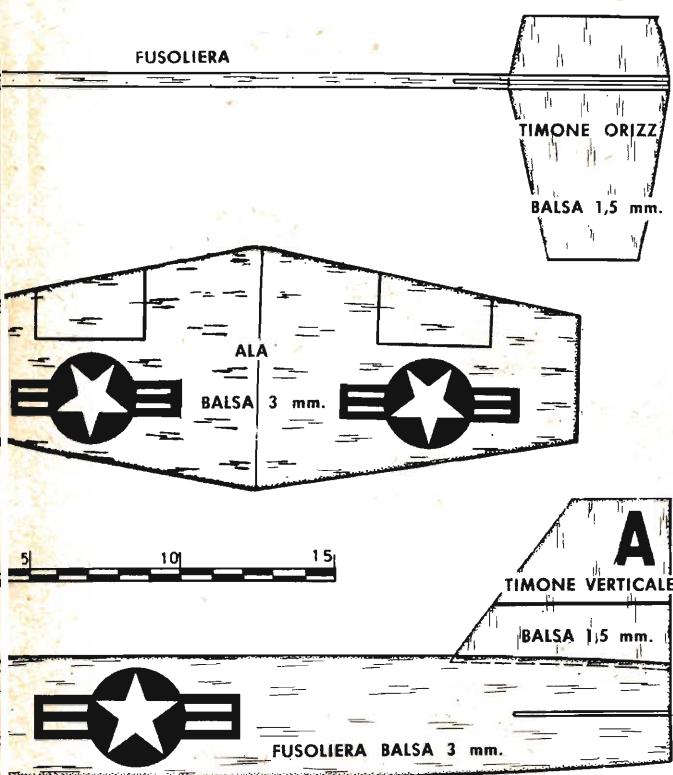 FUSOLIERA
TIMONE ORIZZ
BALSA 1,5 mm.
ALA
BALSA 3 mm.
5 10 15
A
TIMONE VERTICALE
BALSA 1,5 mm.
FUSOLIERA BALSA 3 mm.